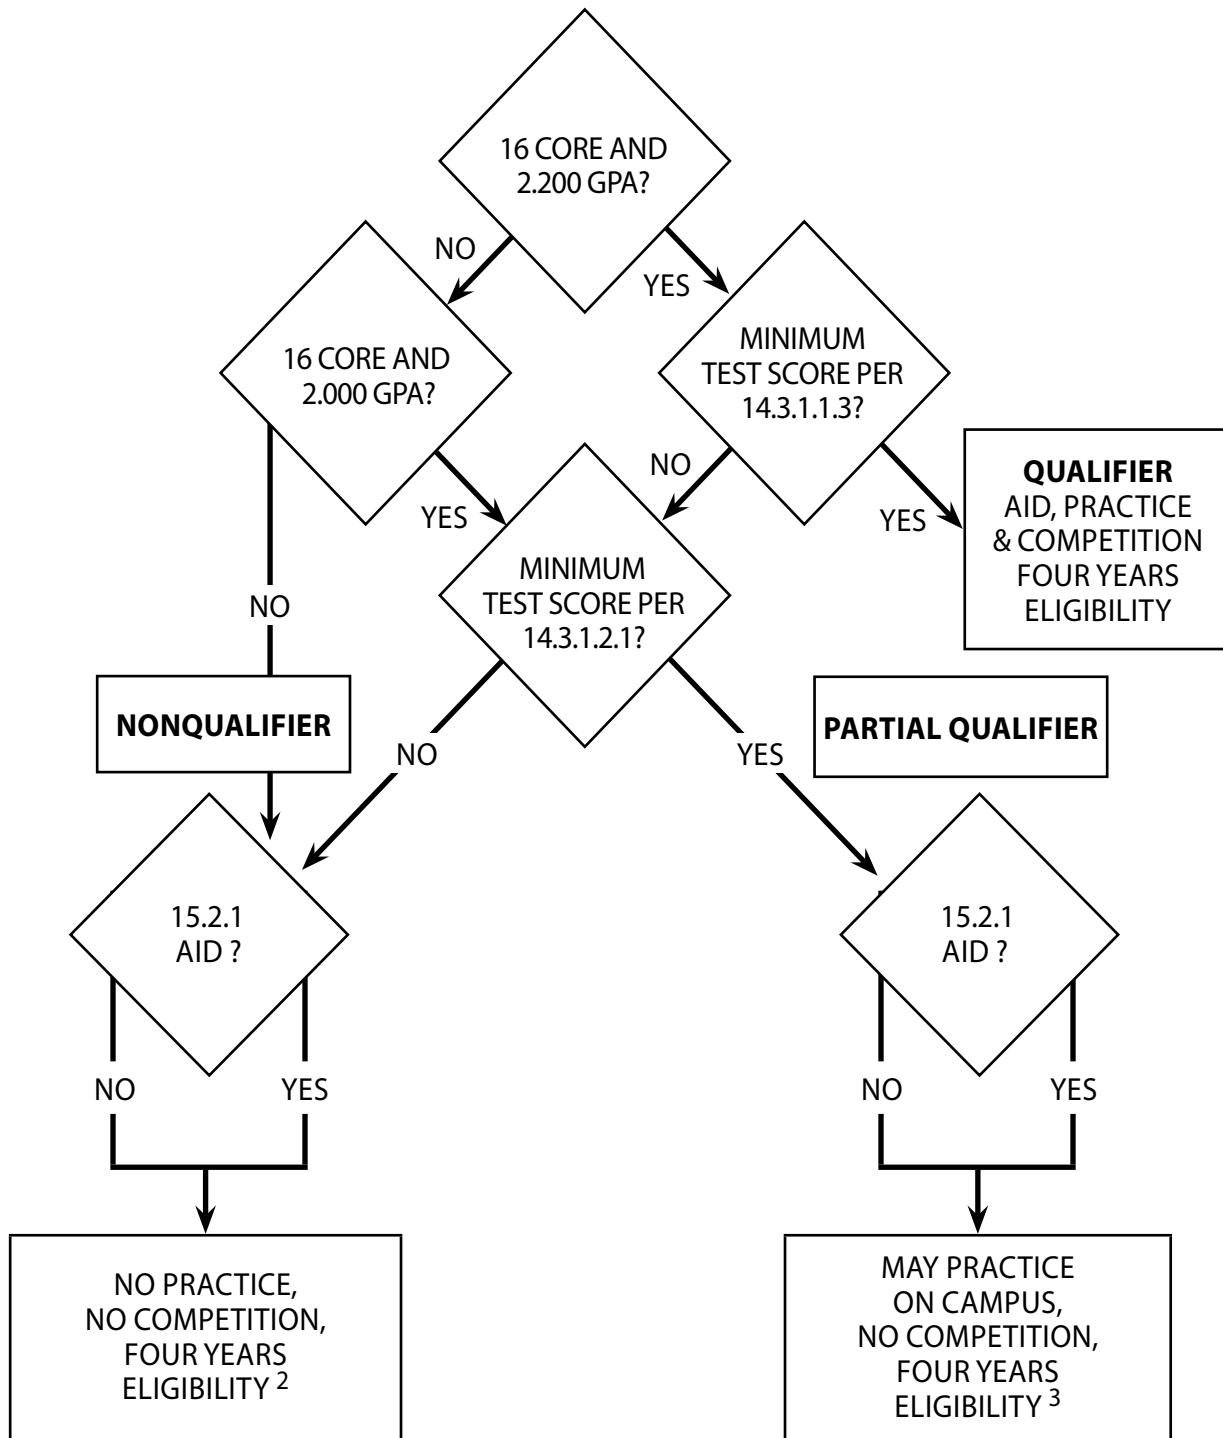 16 CORE AND
2.200 GPA?
NO
YES
16 CORE AND
2.000 GPA?
MINIMUM
TEST SCORE PER
14.3.1.1.3?
NO
YES
NO
YES
QUALIFIER
AID, PRACTICE
& COMPETITION
FOUR YEARS
ELIGIBILITY
MINIMUM
TEST SCORE PER
14.3.1.2.1?
NONQUALIFIER
NO
YES
PARTIAL QUALIFIER
15.2.1
AID ?
15.2.1
AID ?
NO
YES
NO
YES
NO PRACTICE,
NO COMPETITION,
FOUR YEARS
ELIGIBILITY 2
MAY PRACTICE
ON CAMPUS,
NO COMPETITION,
FOUR YEARS
ELIGIBILITY 3